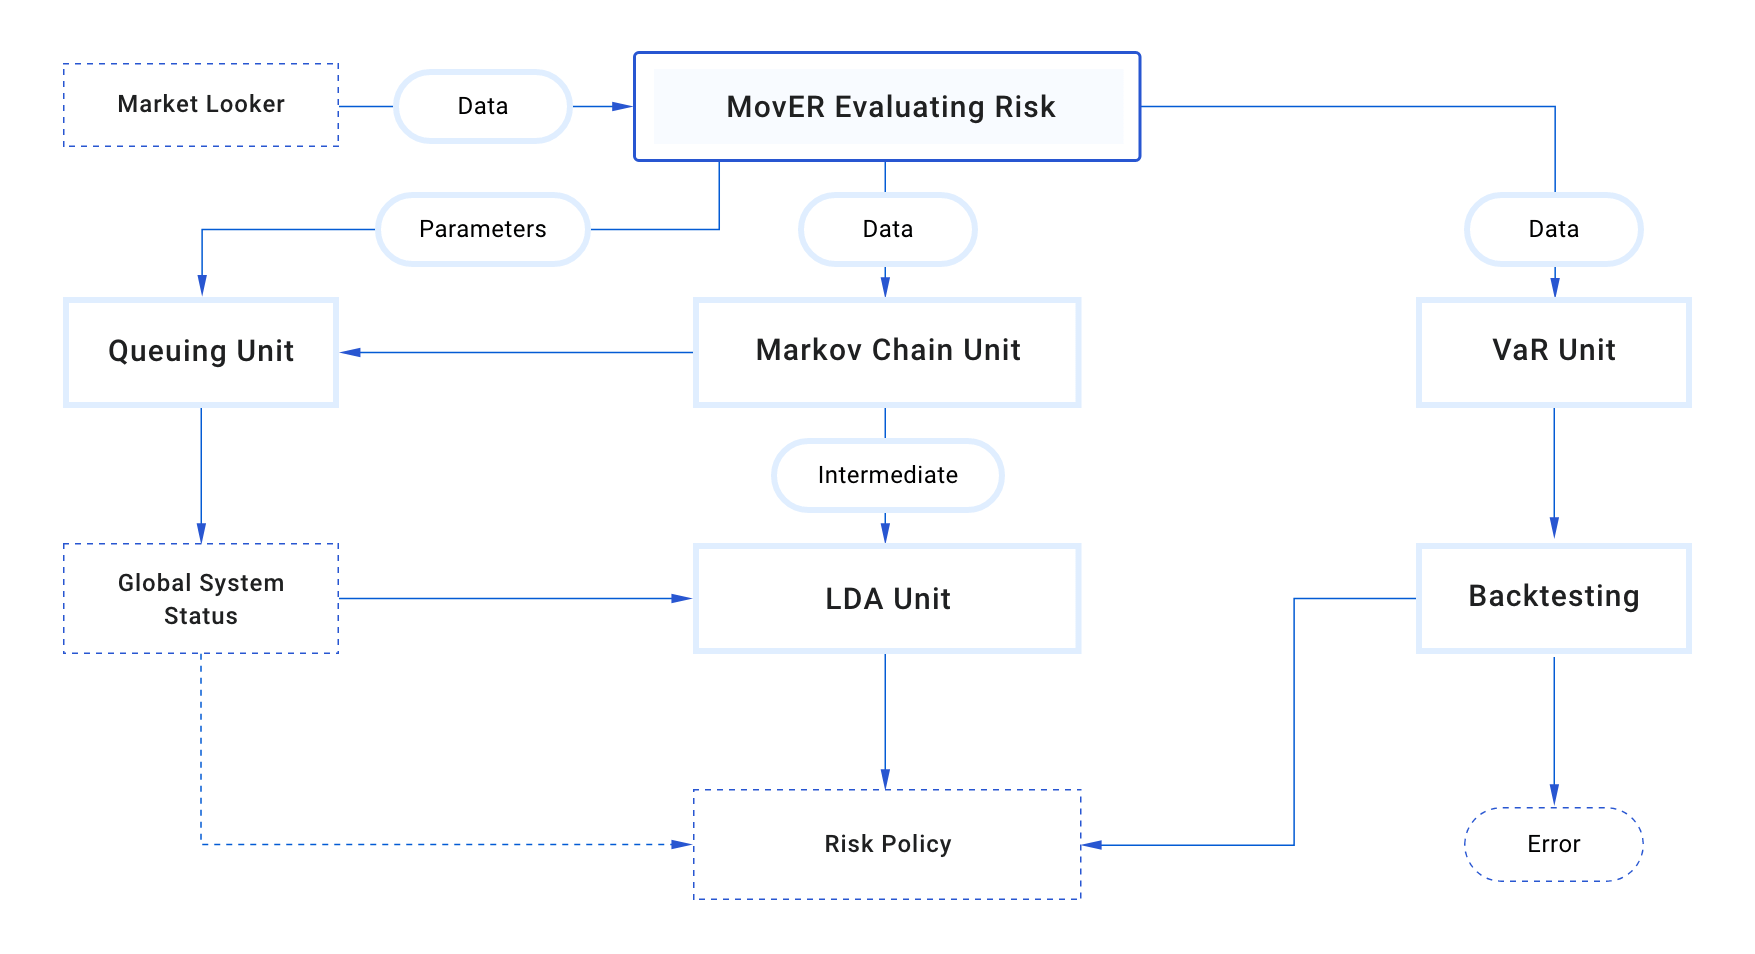 Market Looker
Data
MovER Evaluating Risk
Parameters
Data
Data
Queuing Unit
Markov Chain Unit
VaR Unit
Intermediate
Global System
Status
LDA Unit
Backtesting
Risk Policy
Error